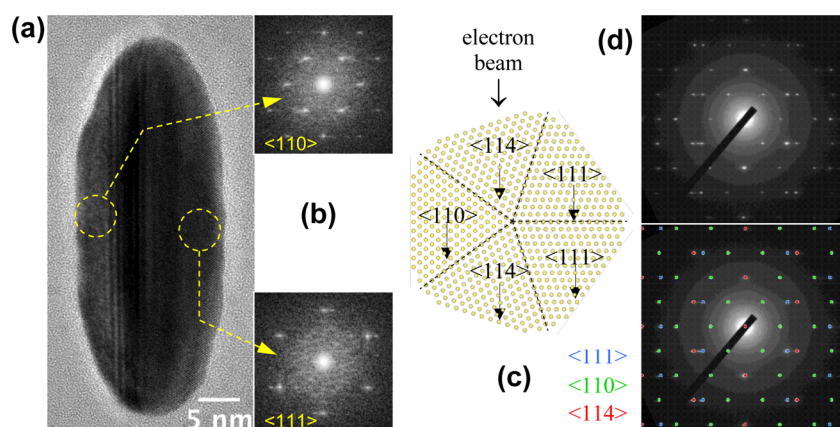 (a)
5 nm
<110>
(b)
<111>
electron
beam
<114>
<111>
<110>
<111>
<114>
(c)
<111>
<110>
<114>
(d)